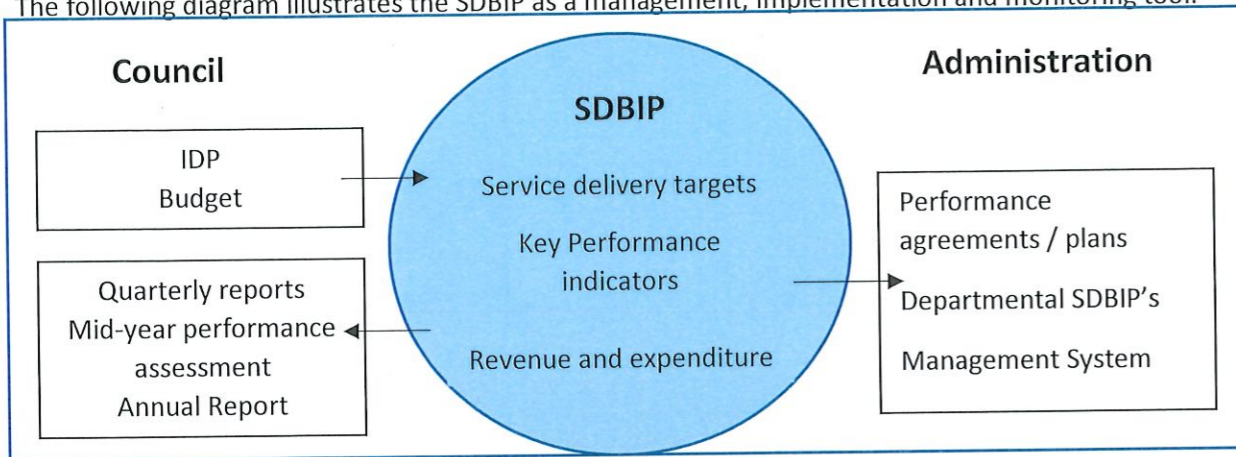 The following diagram illustrates the SDBIP as a management, implementation and monitoring tool.
Council
IDP
Budget
Quarterly reports
Mid-year performance
assessment
Annual Report
SDBIP
Service delivery targets
Key Performance
indicators
Revenue and expenditure
Administration
Performance
agreements / plans
Departmental SDBIP's
Management System